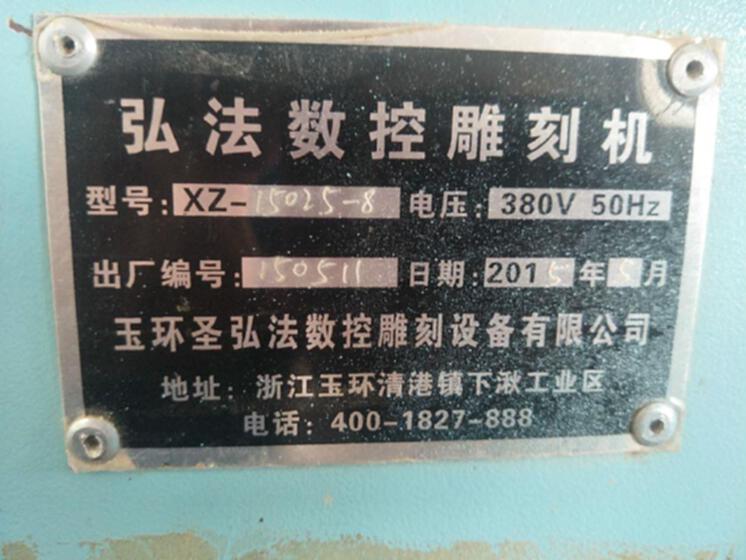 弘法数控雕刻机
型号: XZ-15025-8 电压: 380V 50Hz
出厂编号: 150511 日期: 2015年5月
玉环圣弘法数控雕刻设备有限公司
地址: 浙江玉环清港镇下湫工业区
电话: 400-1827-888